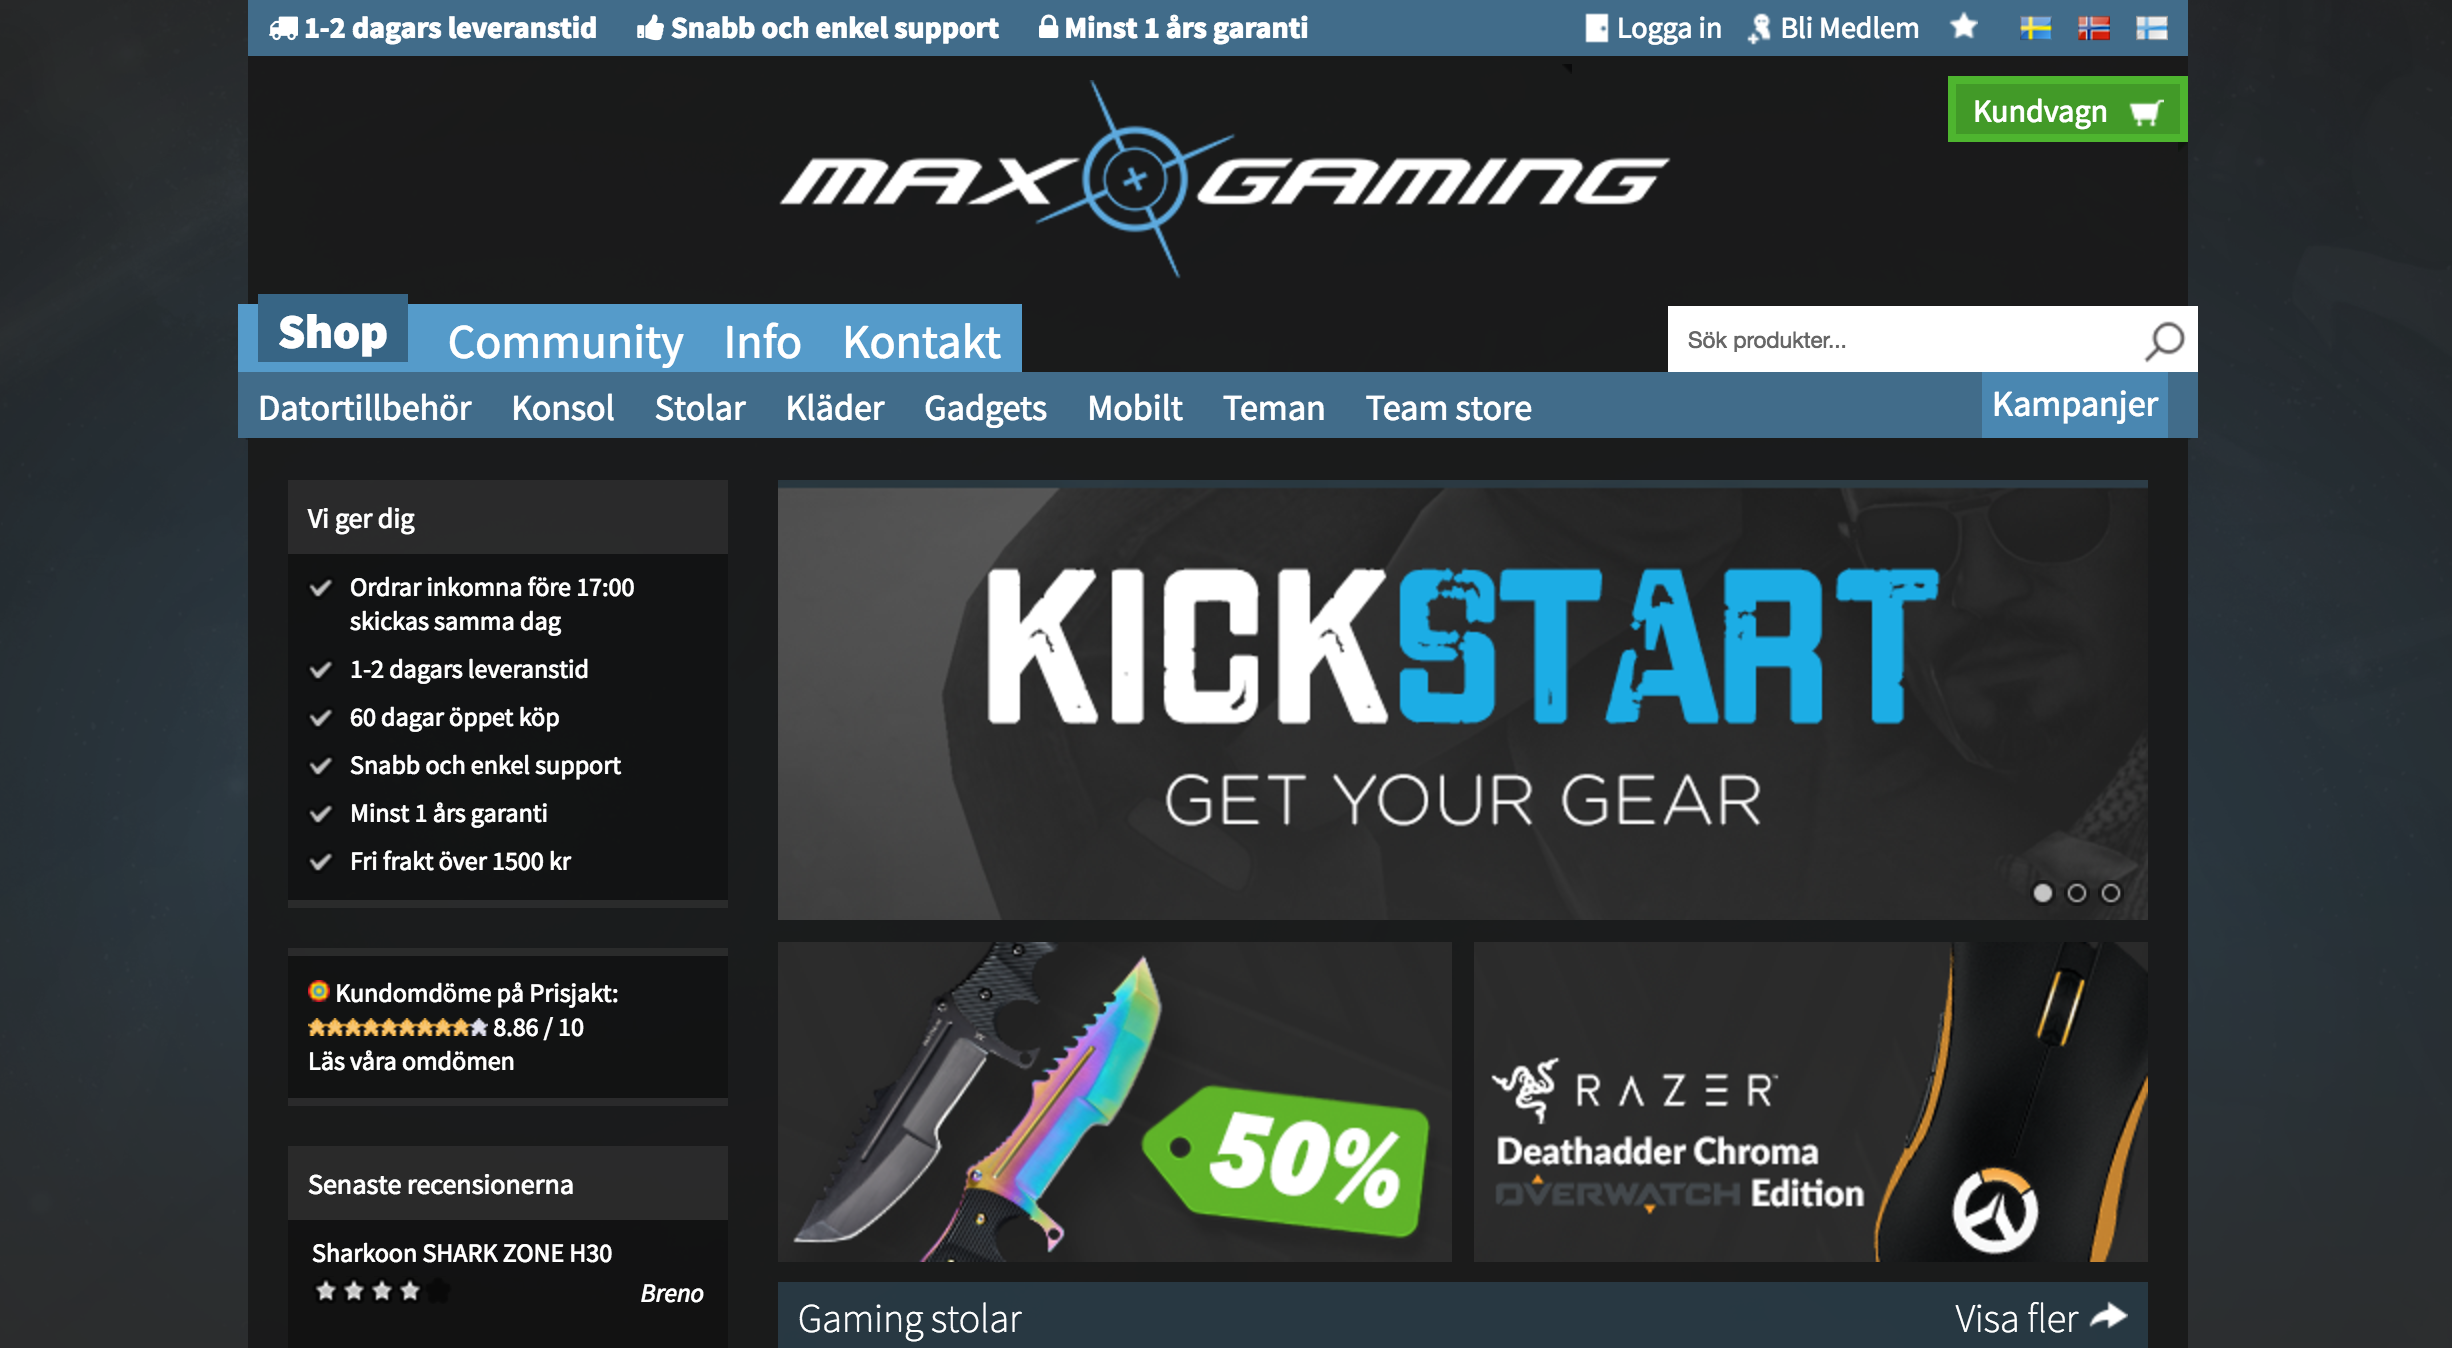 1-2 dagars leveranstid
Snabb och enkel support
Minst 1 års garanti
Logga in
Bli Medlem
Kundvagn
MAX GAMING
Shop
Community
Info
Kontakt
Sök produkter...
Datortillbehör
Konsol
Stolar
Kläder
Gadgets
Mobilt
Teman
Team store
Kampanjer
Vi ger dig
Ordrar inkomna före 17:00
skickas samma dag
1-2 dagars leveranstid
60 dagar öppet köp
Snabb och enkel support
Minst 1 års garanti
Fri frakt över 1500 kr
Kundomdöme på Prisjakt:
8.86 / 10
Läs våra omdömen
Senaste recensionerna
Sharkoon SHARK ZONE H30
Breno
KICKSTART
GET YOUR GEAR
50%
RAZER
Deathadder Chroma
OVERWATCH Edition
Gaming stolar
Visa fler